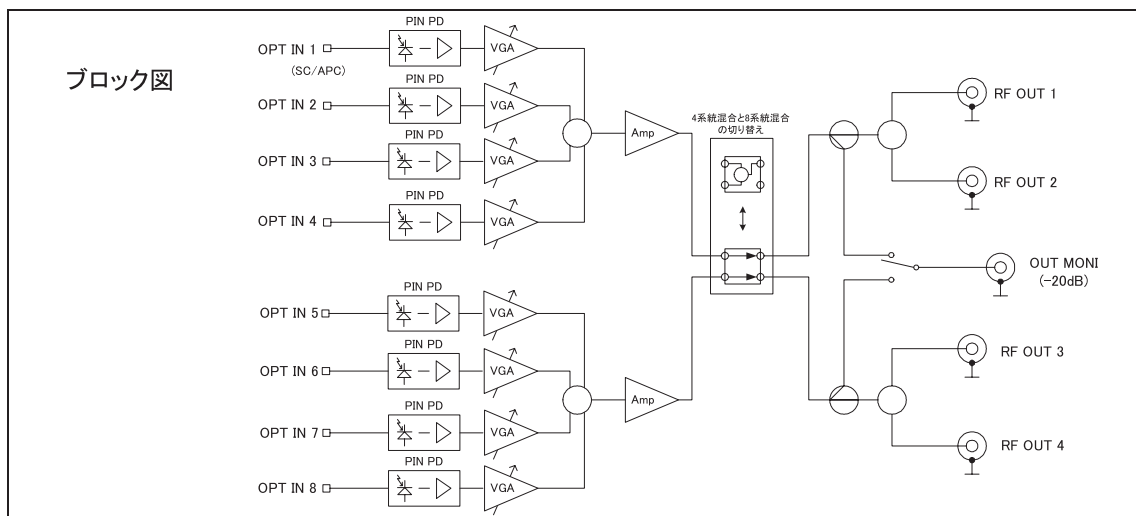 ブロック図
PIN PD
OPT IN 1
VGA
(SC/APC)
PIN PD
OPT IN 2
VGA
PIN PD
OPT IN 3
VGA
PIN PD
OPT IN 4
VGA
Amp
4系統混合と8系統混合
の切り替え
RF OUT 1
RF OUT 2
OUT MONI
(-20dB)
PIN PD
OPT IN 5
VGA
PIN PD
OPT IN 6
VGA
PIN PD
OPT IN 7
VGA
PIN PD
OPT IN 8
VGA
Amp
RF OUT 3
RF OUT 4